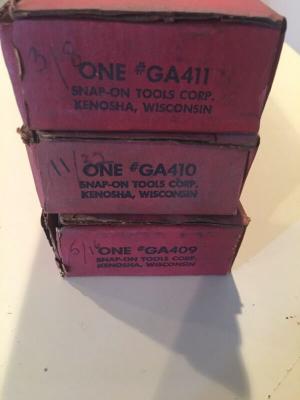 3/8
ONE #GA411
SNAP-ON TOOLS CORP.
KENOSHA, WISCONSIN
11/32
ONE #GA410
SNAP-ON TOOLS CORP.
KENOSHA, WISCONSIN
5/16
ONE #GA409
SNAP-ON TOOLS CORP.
KENOSHA, WISCONSIN